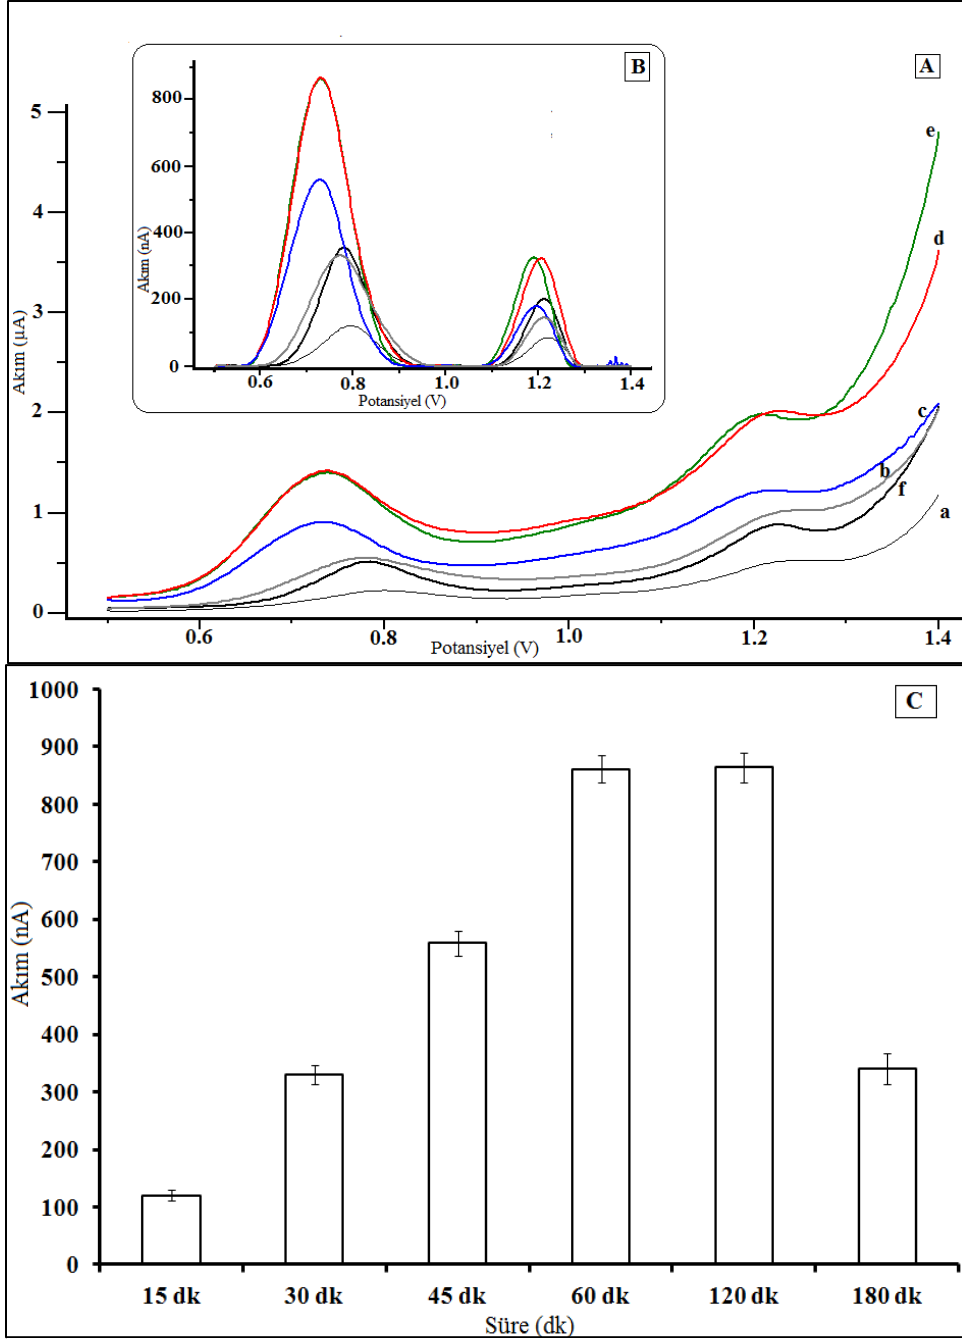 B
A
800
600
400
200
0
Akım (nA)
0.6
0.8
1.0
1.2
1.4
Potansiyel (V)
5
4
3
2
1
0
Akım (µA)
e
d
c
b
f
a
0.6
0.8
1.0
1.2
1.4
Potansiyel (V)
C
1000
900
800
700
600
500
400
300
200
100
0
Akım (nA)
15 dk
30 dk
45 dk
60 dk
120 dk
180 dk
Süre (dk)